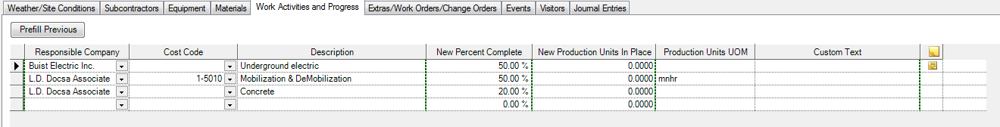 Weather/Site Conditions Subcontractors Equipment Materials Work Activities and Progress Extras/Work Orders/Change Orders Events Visitors Journal Entries
Prefill Previous
Responsible Company Cost Code Description New Percent Complete New Production Units In Place Production Units UOM Custom Text
Buist Electric Inc. Underground electric 50.00 % 0.0000
L.D. Docsa Associate 1-5010 Mobilization & DeMobilization 50.00 % 0.0000 mnhr
L.D. Docsa Associate Concrete 20.00 % 0.0000
0.00 % 0.0000